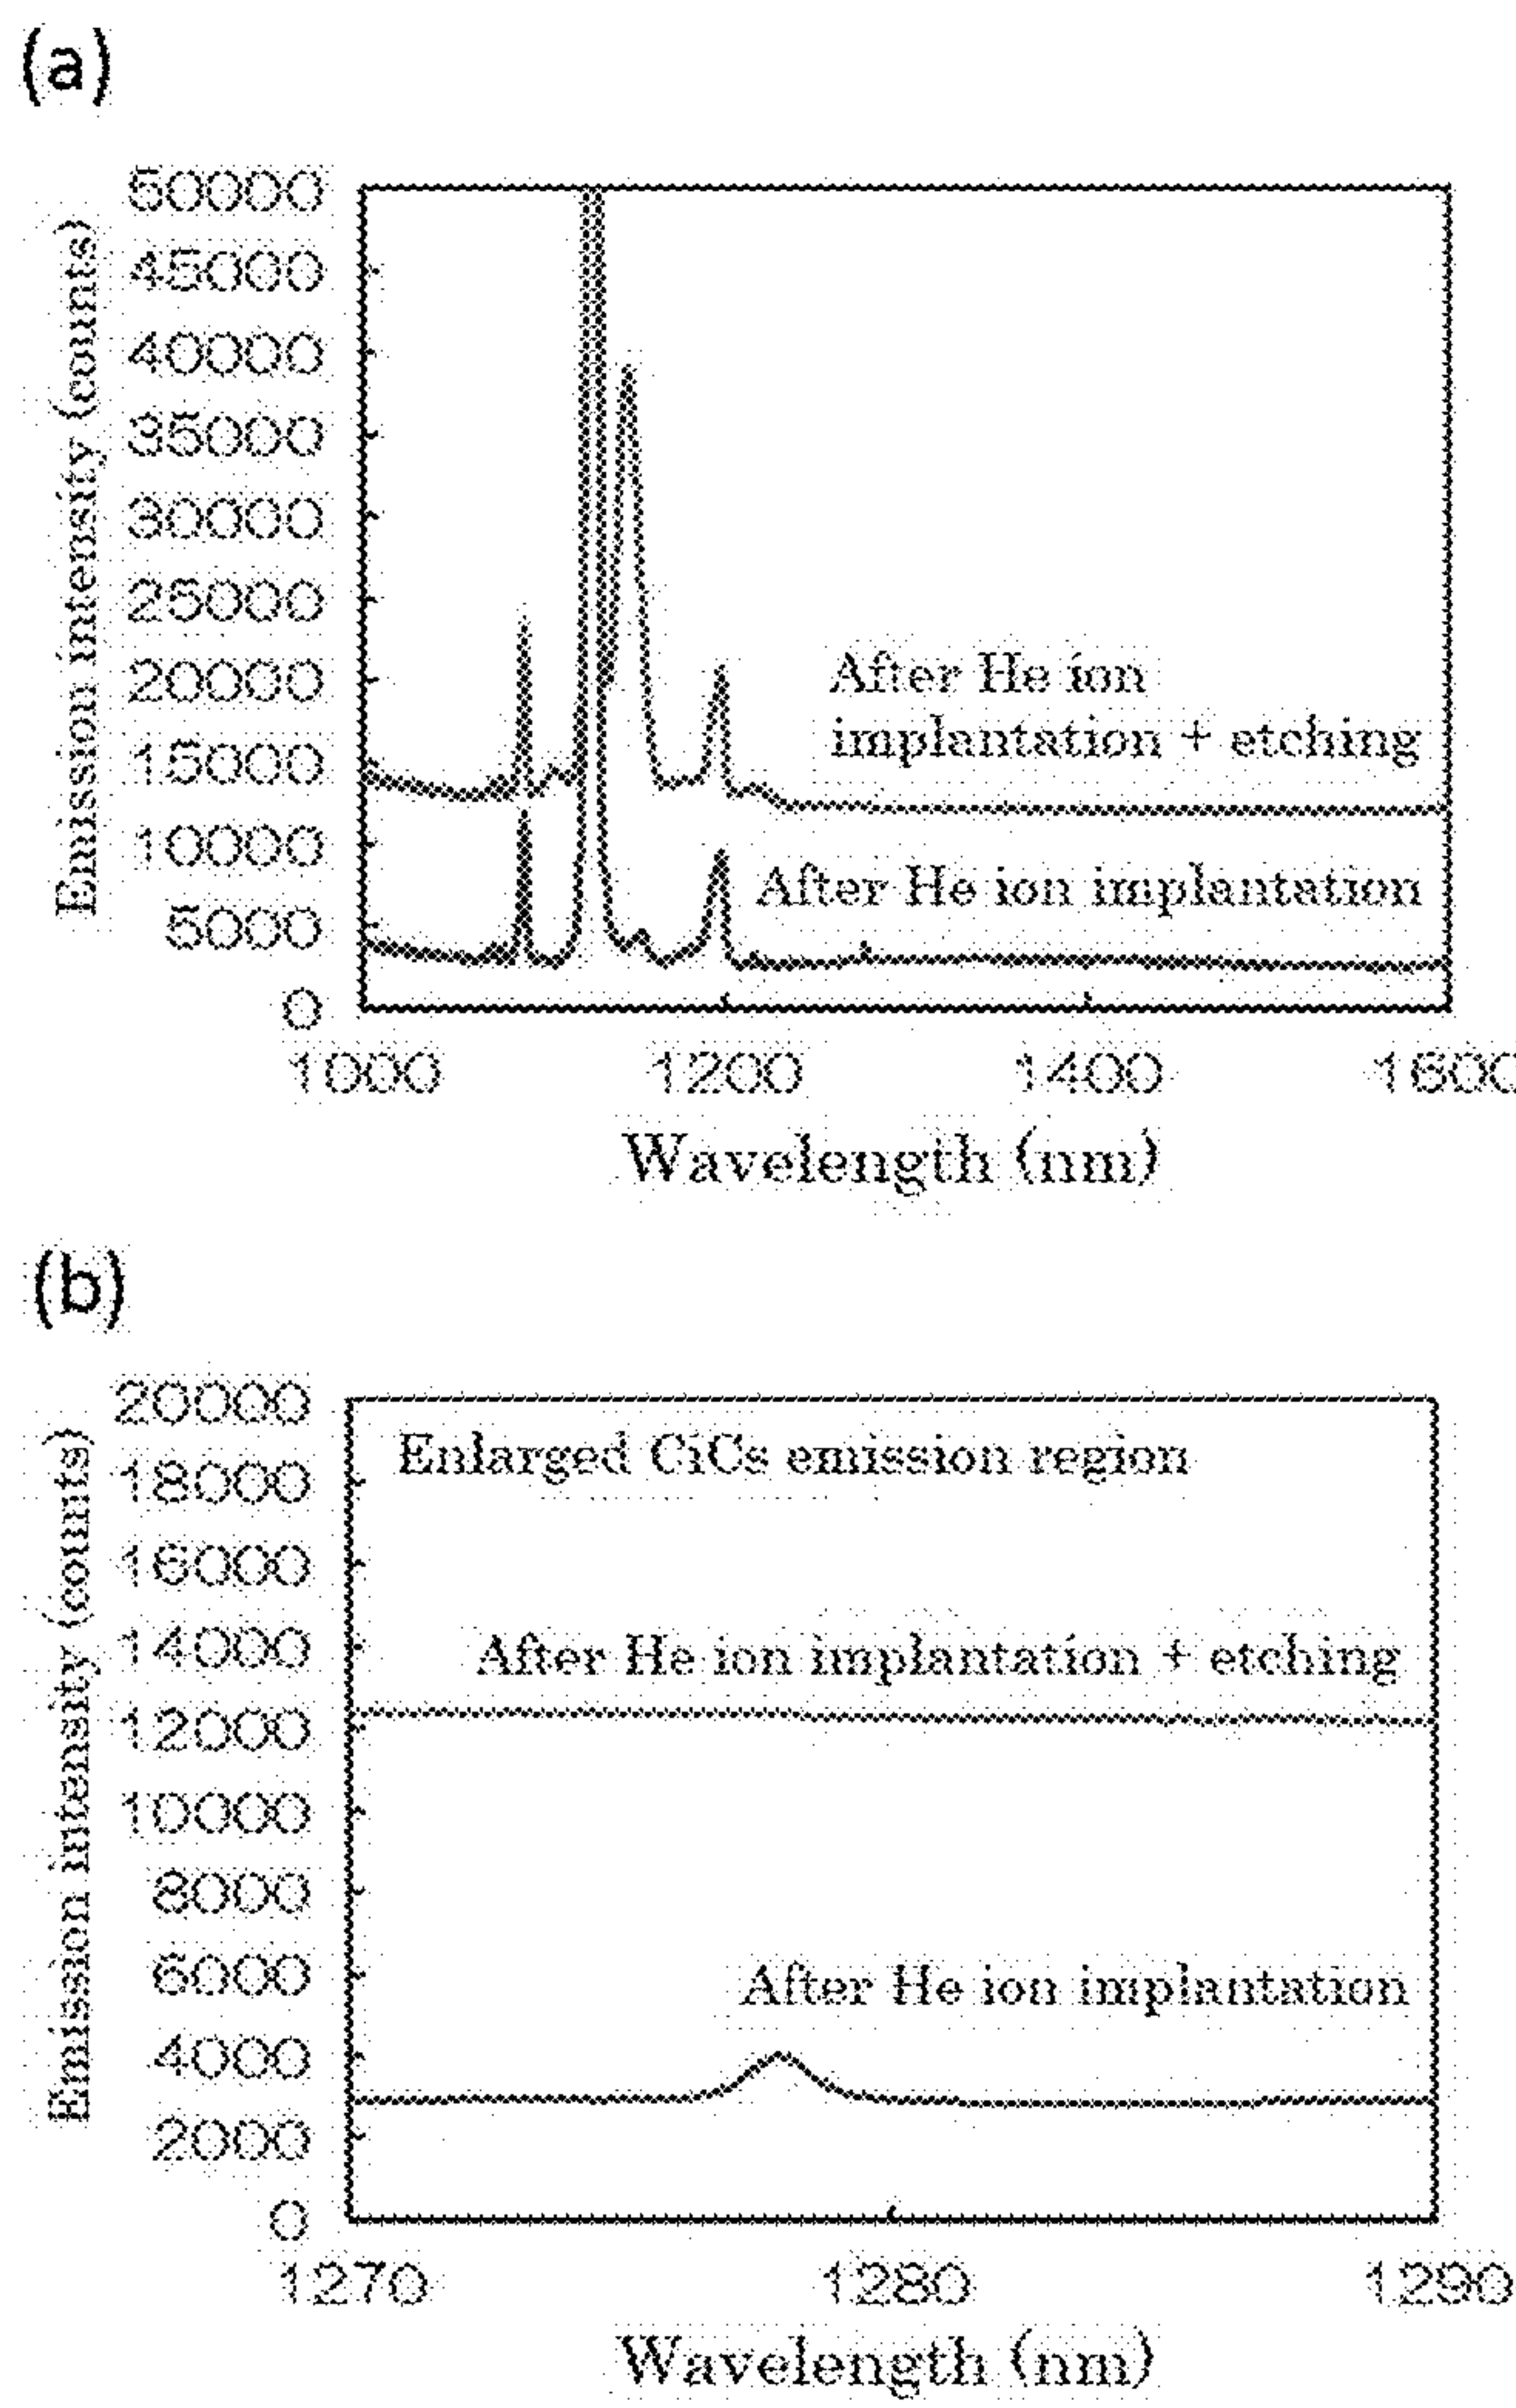 (a)
Emission intensity (counts)
50000
45000
40000
35000
30000
25000
20000
15000
10000
5000
0
After He ion
implantation + etching
After He ion implantation
1000 1200 1400 1600
Wavelength (nm)
(b)
Emission intensity (counts)
20000
18000
16000
14000
12000
10000
8000
6000
4000
2000
0
Enlarged CiCs emission region
After He ion implantation + etching
After He ion implantation
1270 1280 1290
Wavelength (nm)